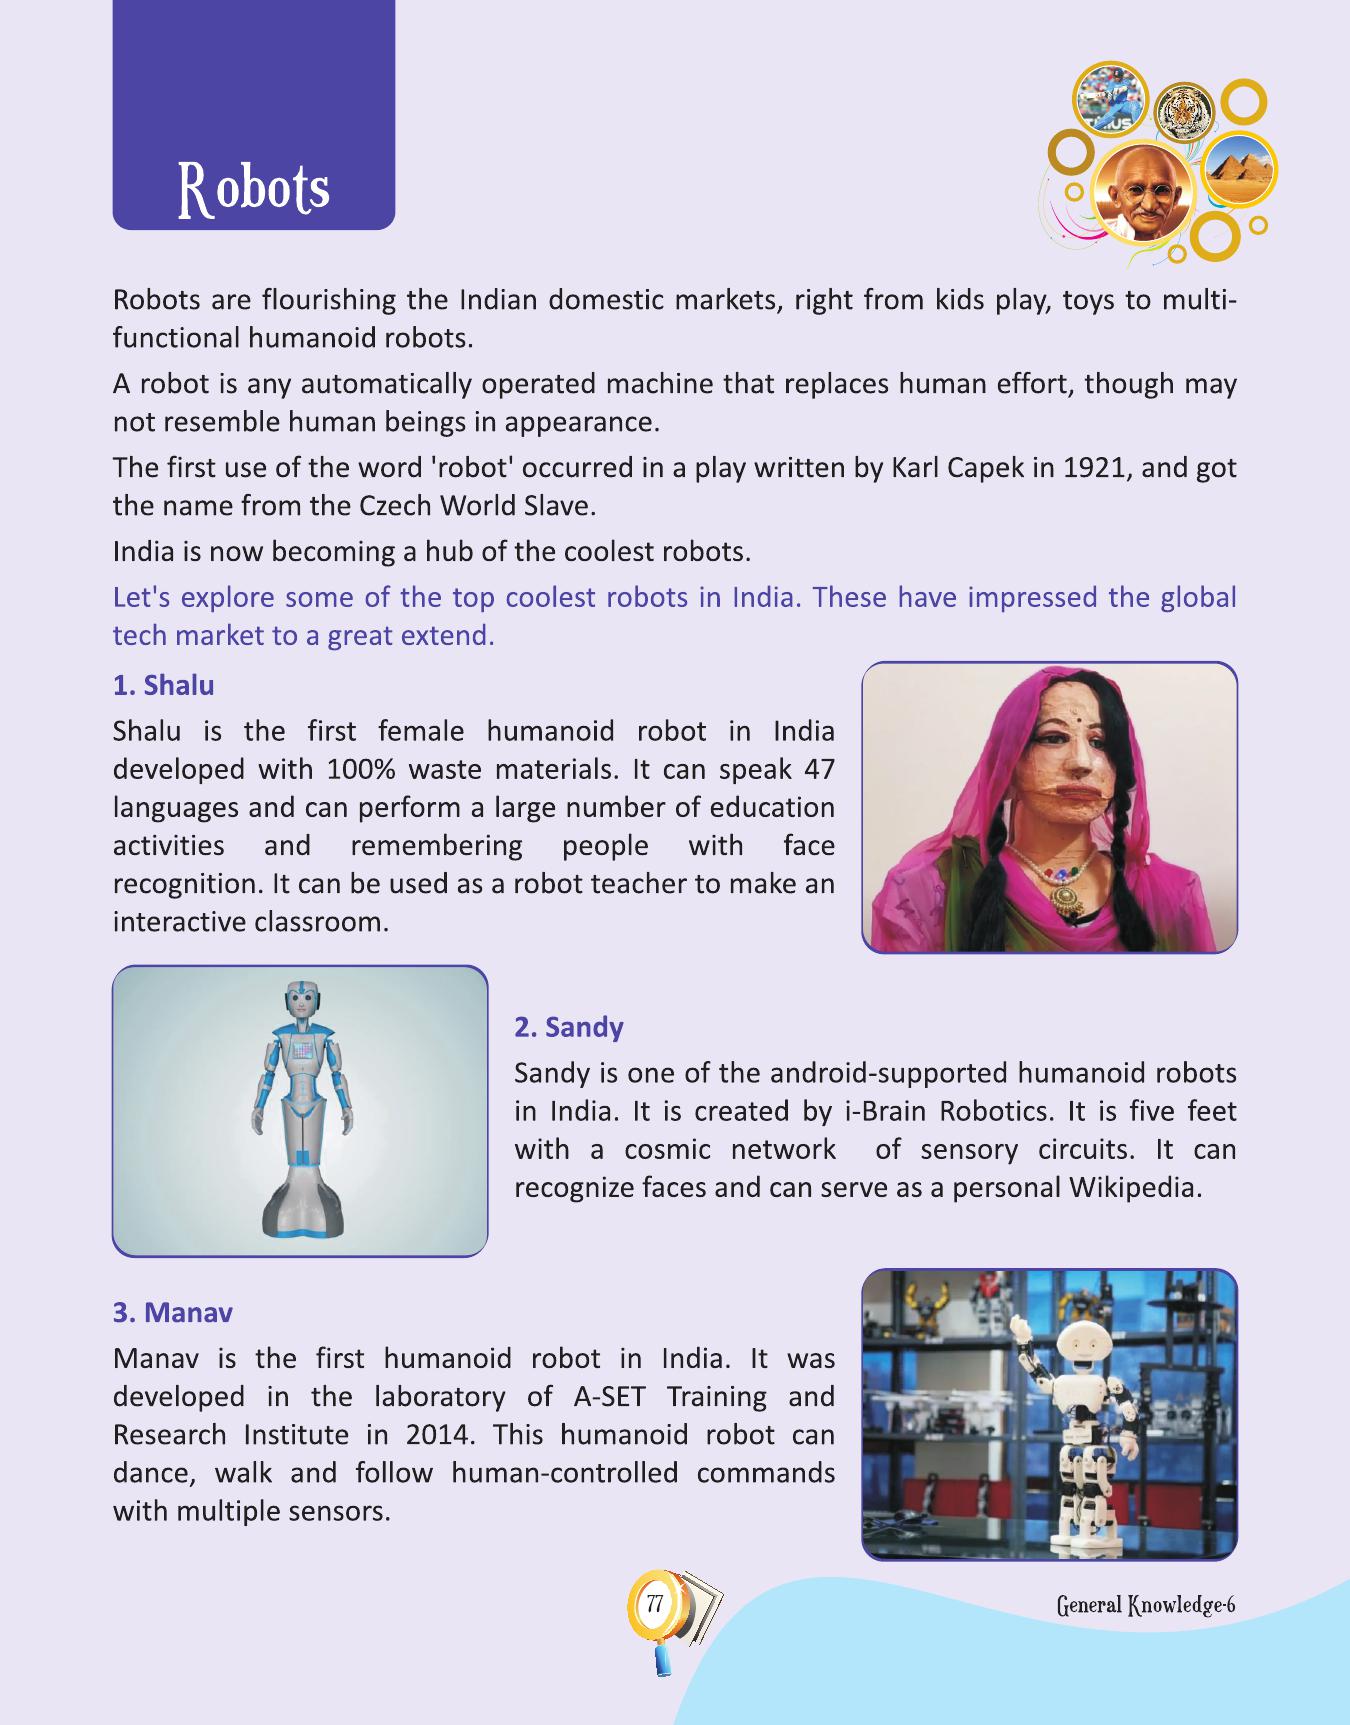 Robots
Robots are flourishing the Indian domestic markets, right from kids play, toys to multi-
functional humanoid robots.
A robot is any automatically operated machine that replaces human effort, though may
not resemble human beings in appearance.
The first use of the word 'robot' occurred in a play written by Karl Capek in 1921, and got
the name from the Czech World Slave.
India is now becoming a hub of the coolest robots.
Let's explore some of the top coolest robots in India. These have impressed the global
tech market to a great extend.
1. Shalu
Shalu is the first female humanoid robot in India
developed with 100% waste materials. It can speak 47
languages and can perform a large number of education
activities and remembering people with face
recognition. It can be used as a robot teacher to make an
interactive classroom.
2. Sandy
Sandy is one of the android-supported humanoid robots
in India. It is created by i-Brain Robotics. It is five feet
with a cosmic network of sensory circuits. It can
recognize faces and can serve as a personal Wikipedia.
3. Manav
Manav is the first humanoid robot in India. It was
developed in the laboratory of A-SET Training and
Research Institute in 2014. This humanoid robot can
dance, walk and follow human-controlled commands
with multiple sensors.
77
General Knowledge-6